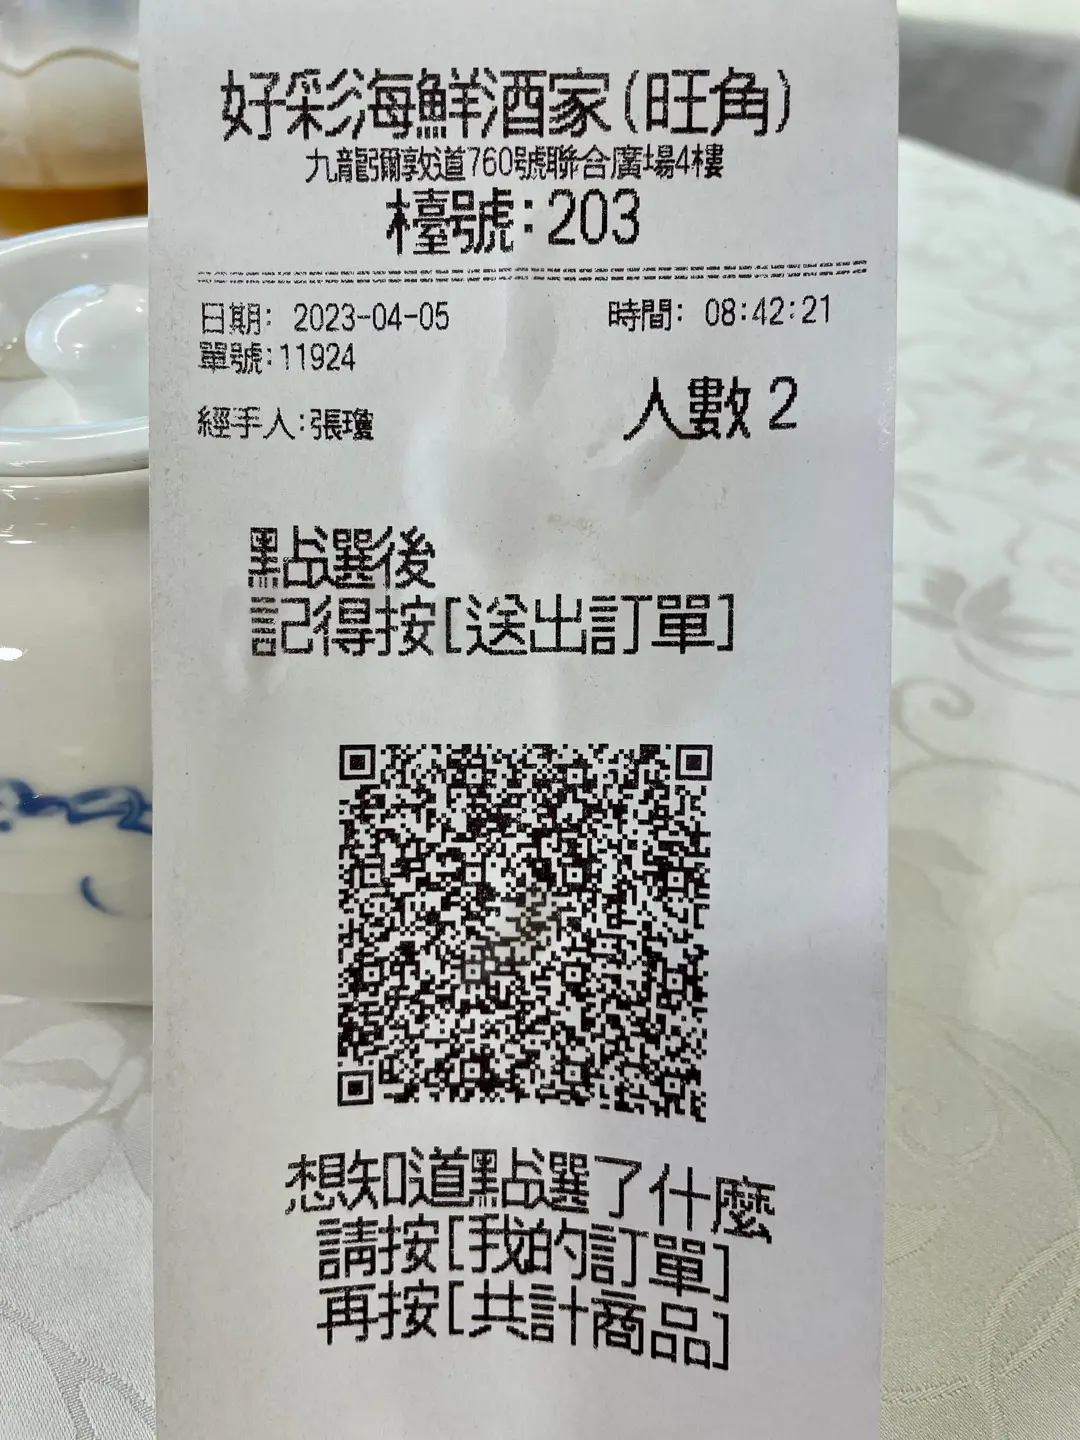 好彩海鮮酒家(旺角)
九龍彌敦道760號聯合廣場4樓
檯號:203
日期: 2023-04-05 時間: 08:42:21
單號:11924
經手人:張瓊 人數 2
點選後
記得按[送出訂單]
想知道點選了什麼
請按[我的訂單]
再按[共計商品]